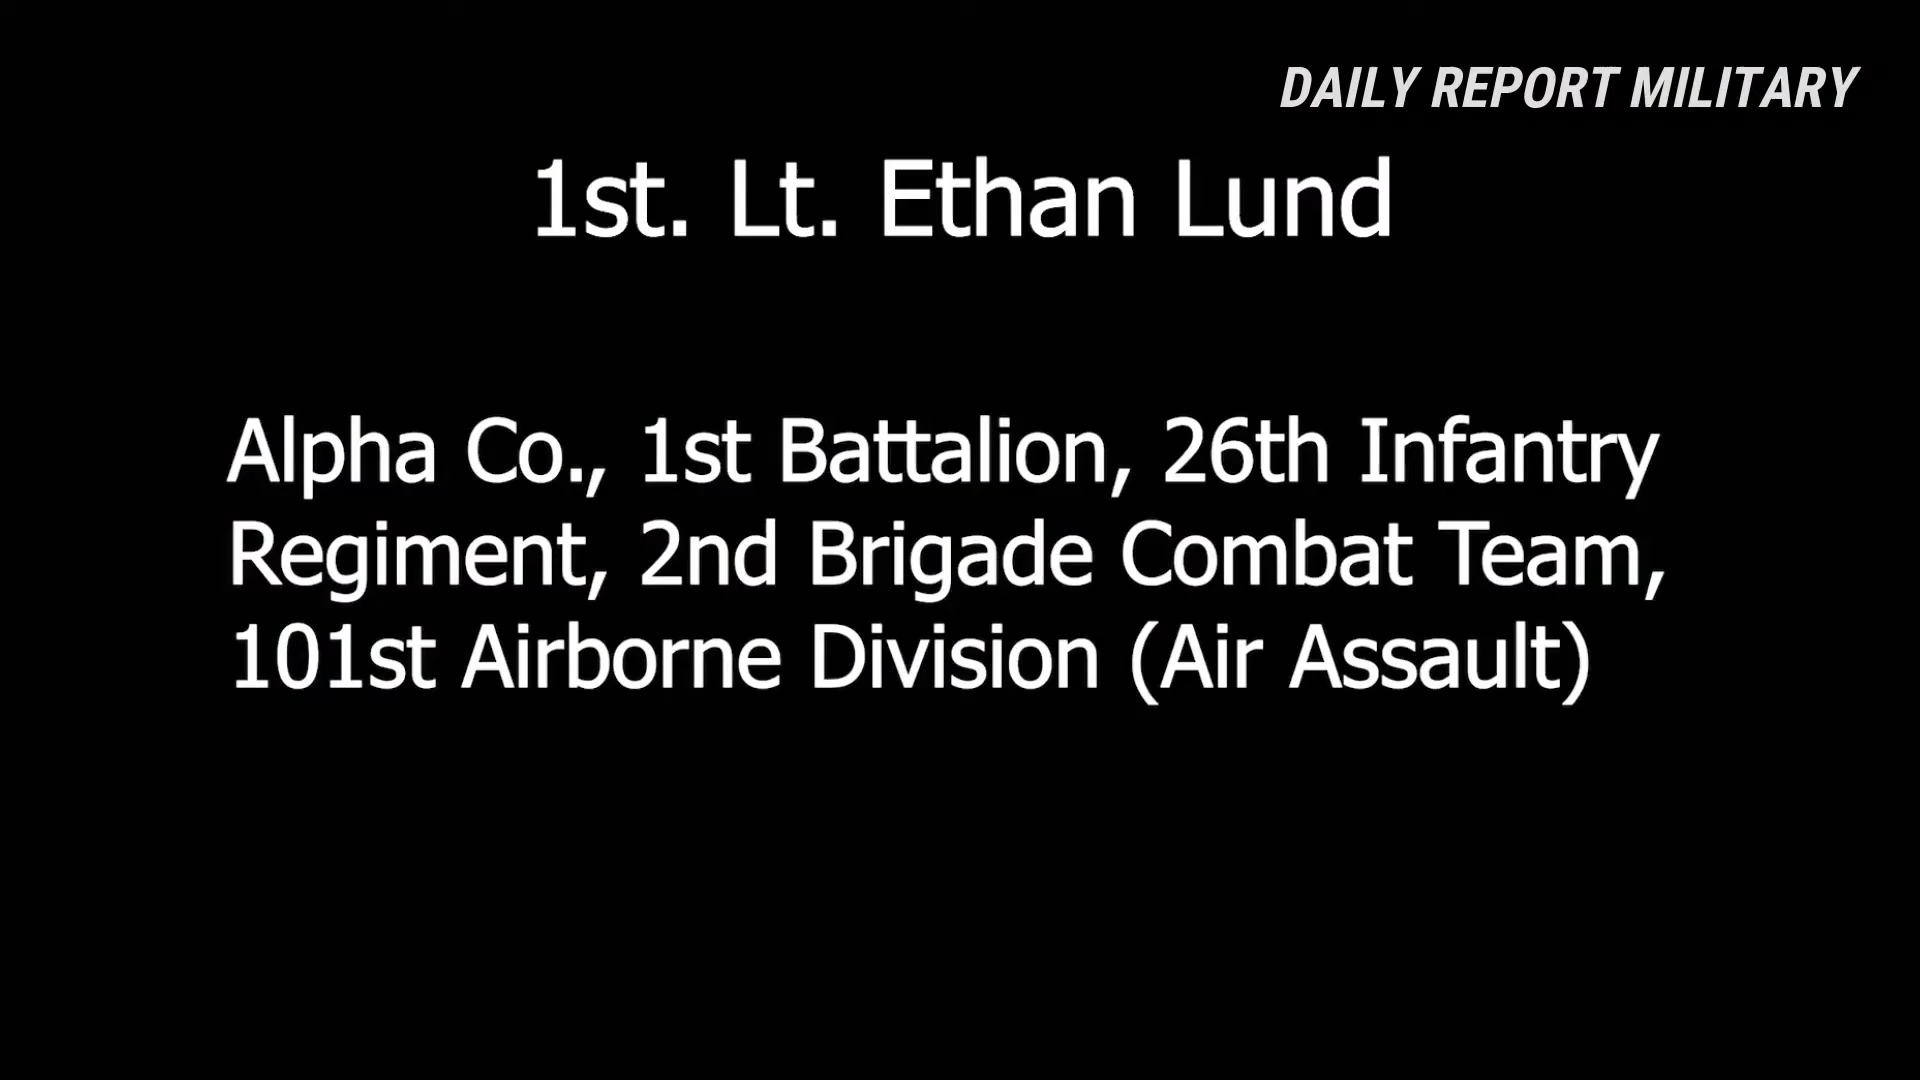 DAILY REPORT MILITARY
1st. Lt. Ethan Lund
Alpha Co., 1st Battalion, 26th Infantry
Regiment, 2nd Brigade Combat Team,
101st Airborne Division (Air Assault)